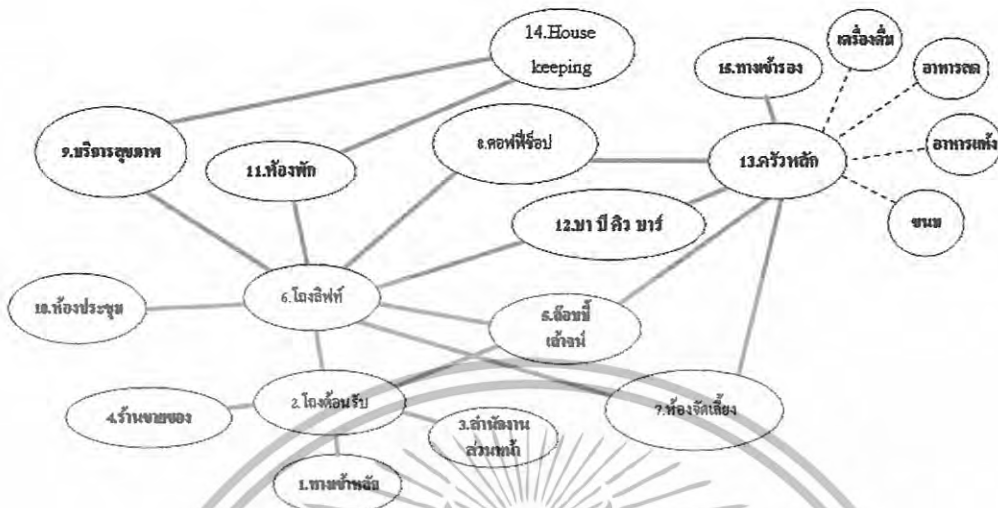 14.House
keeping
เครื่องดื่ม
15.ทางเข้ารอง
อาหารสด
9.บริการสุขภาพ
8.คอฟฟี่ช็อป
อาหารแห้ง
11.ห้องพัก
13.ครัวหลัก
12.บา บี คิว บาร์
ขนม
6.โถงลิฟท์
10.ห้องประชุม
5.ล๊อบบี้
เล้าจน์
2.โถงต้อนรับ
4.ร้านขายของ
7.ห้องจัดเลี้ยง
3.สำนักงาน
ส่วนหน้า
1.ทางเข้าหลัก